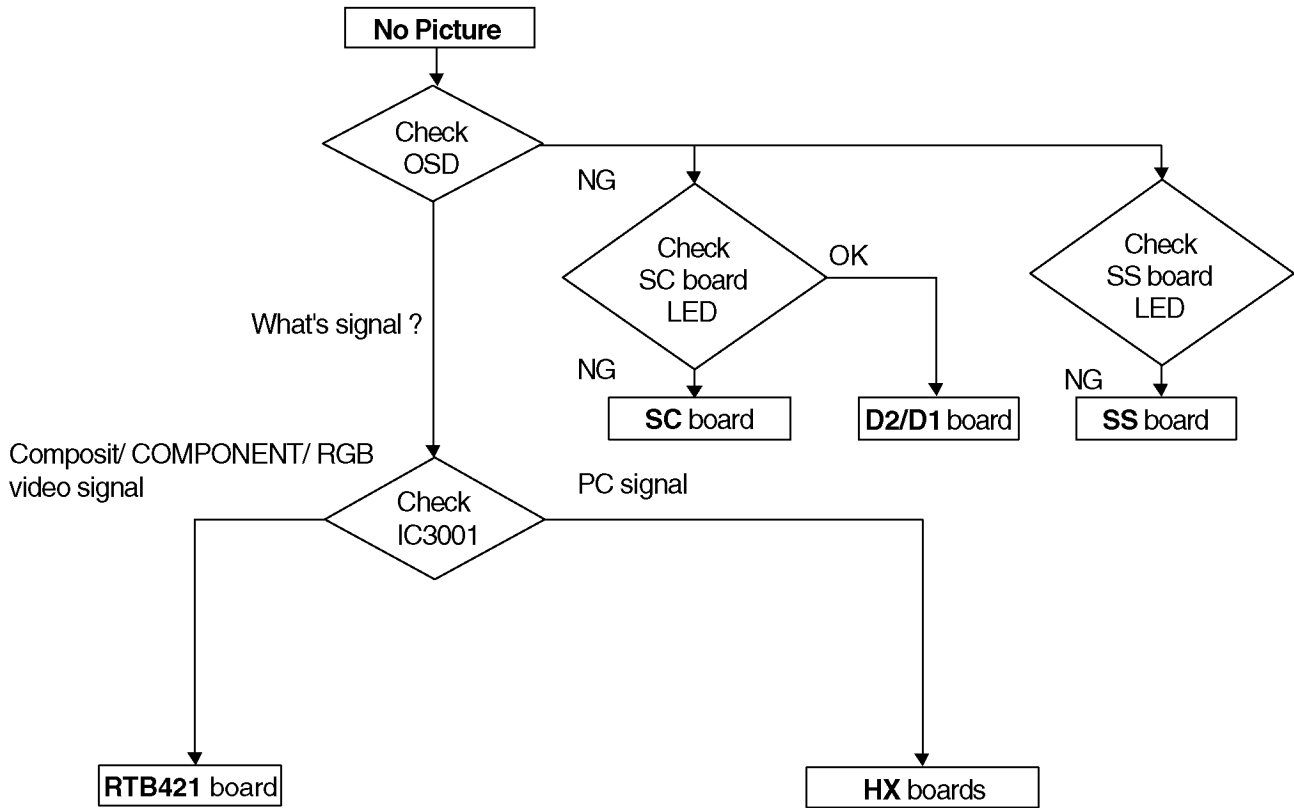 No Picture
Check
OSD
NG
Check
SC board
LED
OK
Check
SS board
LED
What's signal ?
NG
NG
SC board
D2/D1 board
SS board
Composit/ COMPONENT/ RGB
video signal
PC signal
Check
IC3001
RTB421 board
HX boards